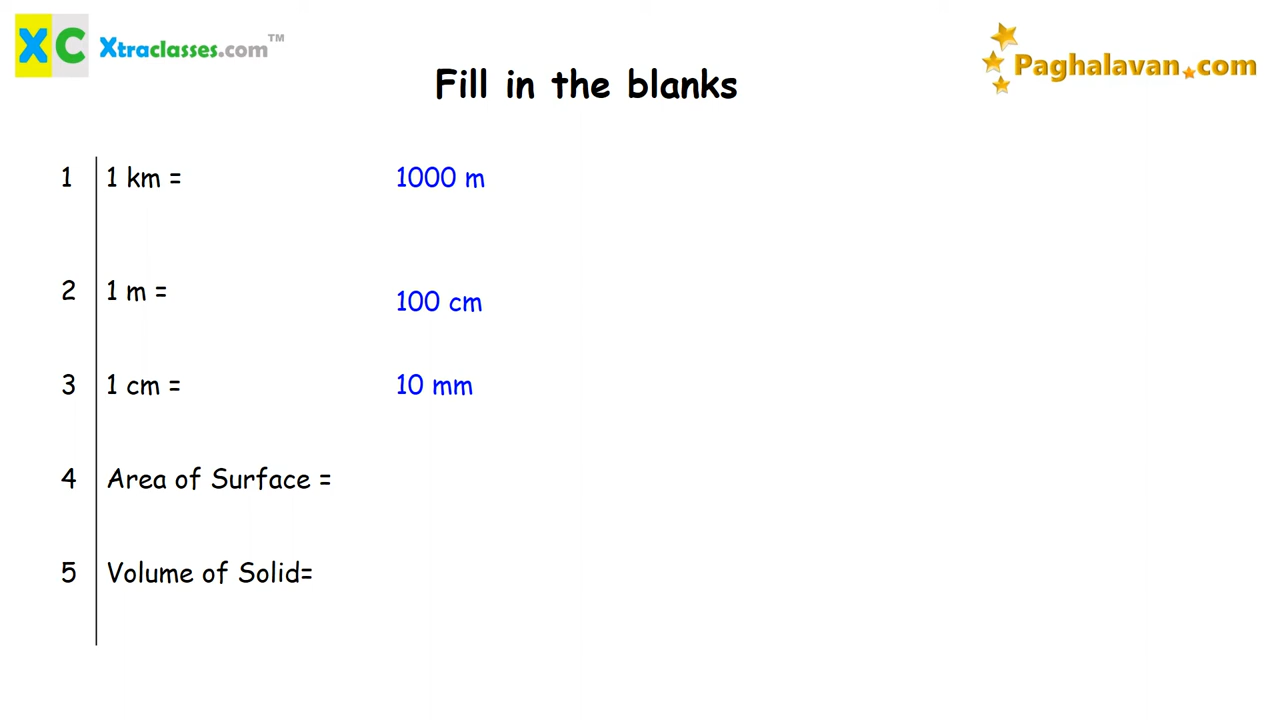 XC Xtraclasses.com™
Paghalavan.com
Fill in the blanks
1 1 km = 1000 m
2 1 m = 100 cm
3 1 cm = 10 mm
4 Area of Surface =
5 Volume of Solid=